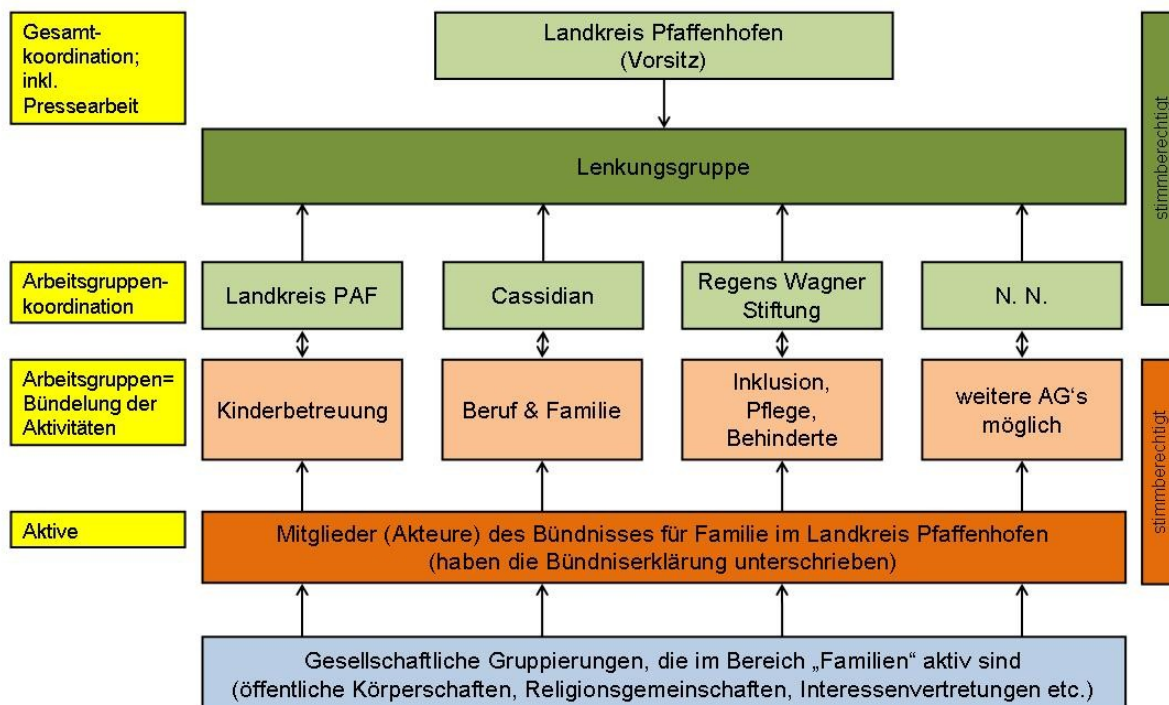 Gesamt-
koordination;
inkl.
Pressearbeit
Landkreis Pfaffenhofen
(Vorsitz)
stimmberechtigt
Lenkungsgruppe
Arbeitsgruppen-
koordination
Landkreis PAF
Cassidian
Regens Wagner
Stiftung
N. N.
Arbeitsgruppen=
Bündelung der
Aktivitäten
Kinderbetreuung
Beruf & Familie
Inklusion,
Pflege,
Behinderte
weitere AG‘s
möglich
stimmberechtigt
Aktive
Mitglieder (Akteure) des Bündnisses für Familie im Landkreis Pfaffenhofen
(haben die Bündniserklärung unterschrieben)
Gesellschaftliche Gruppierungen, die im Bereich „Familien“ aktiv sind
(öffentliche Körperschaften, Religionsgemeinschaften, Interessenvertretungen etc.)